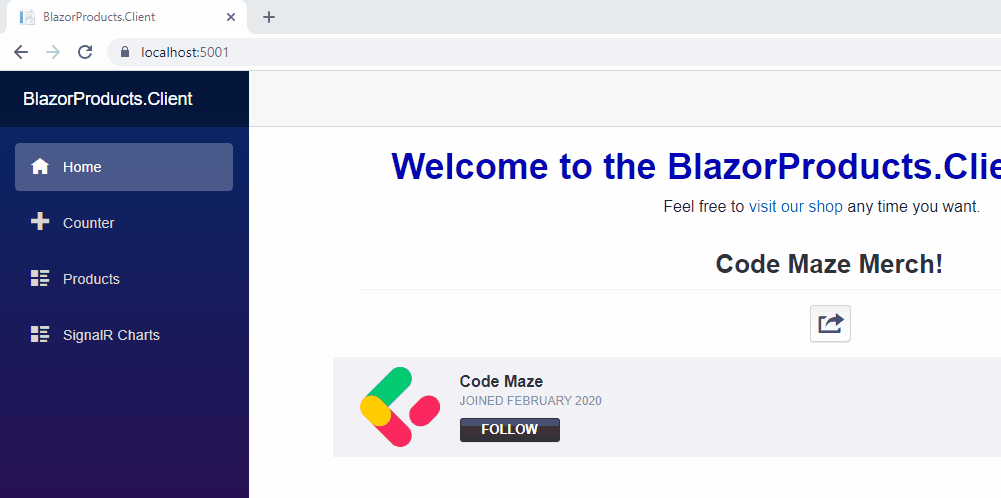 BlazorProducts.Client
localhost:5001
BlazorProducts.Client
Home
Counter
Products
SignalR Charts
Welcome to the BlazorProducts.Clie
Feel free to visit our shop any time you want.
Code Maze Merch!
Code Maze
JOINED FEBRUARY 2020
FOLLOW